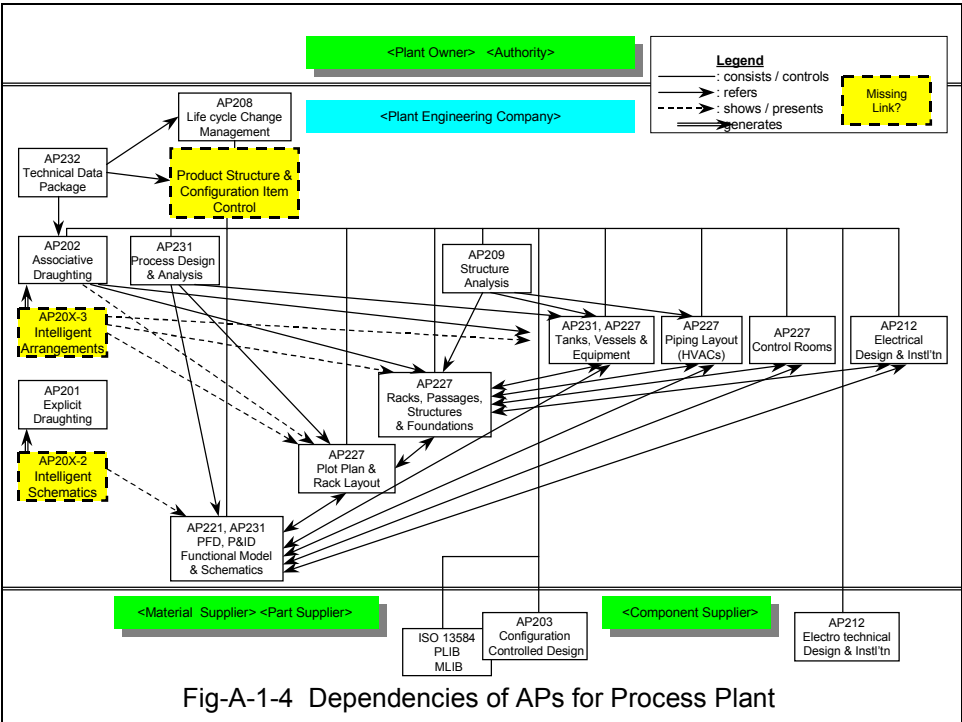 <Plant Owner> <Authority>
Legend
: consists / controls
: refers
: shows / presents
: generates
Missing
Link?
AP208
Life cycle Change
Management
<Plant Engineering Company>
AP232
Technical Data
Package
Product Structure &
Configuration Item
Control
AP202
Associative
Draughting
AP231
Process Design
& Analysis
AP209
Structure
Analysis
AP20X-3
Intelligent
Arrangements
AP231, AP227
Tanks, Vessels &
Equipment
AP227
Piping Layout
(HVACs)
AP227
Control Rooms
AP212
Electrical
Design & Instl'tn
AP201
Explicit
Draughting
AP227
Racks, Passages,
Structures
& Foundations
AP20X-2
Intelligent
Schematics
AP227
Plot Plan &
Rack Layout
AP221, AP231
PFD, P&ID
Functional Model
& Schematics
<Material Supplier> <Part Supplier>
<Component Supplier>
ISO 13584
PLIB
MLIB
AP203
Configuration
Controlled Design
AP212
Electro technical
Design & Instl'tn
Fig-A-1-4 Dependencies of APs for Process Plant